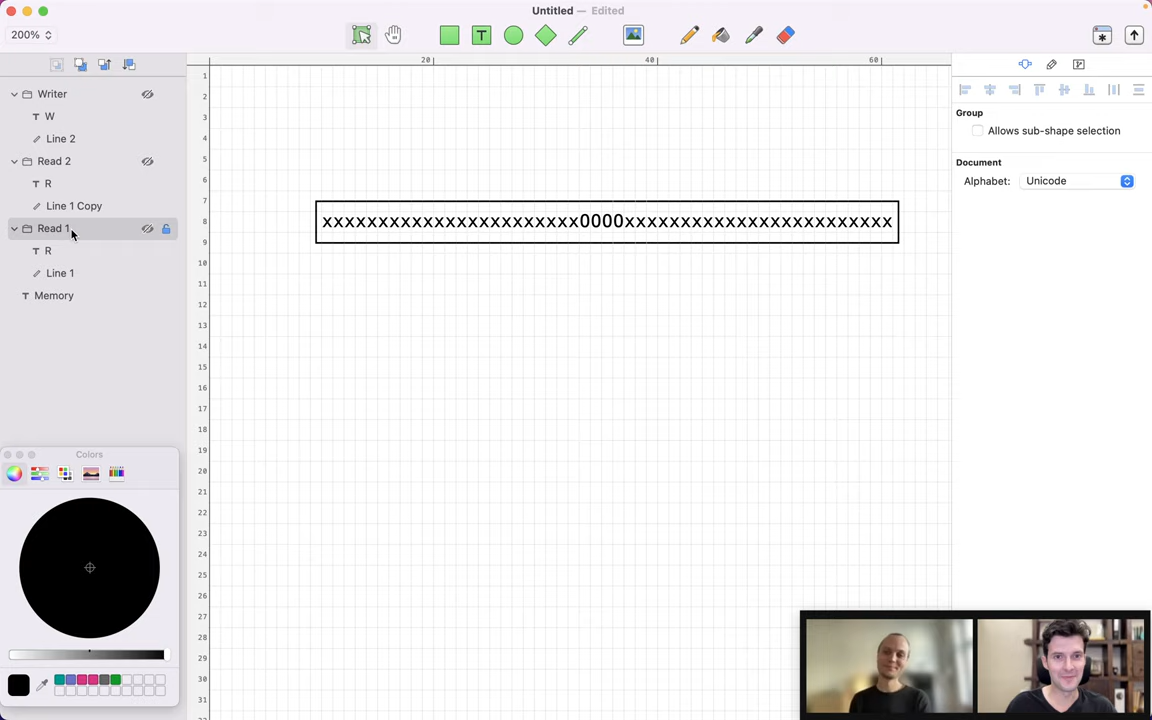 Untitled — Edited
200%
T
20
40
60
Writer
T W
Line 2
Read 2
T R
Line 1 Copy
Read 1
T R
Line 1
T Memory
1
2
3
4
5
6
7
8
9
10
11
12
13
14
15
16
17
18
19
20
21
22
23
24
25
26
27
28
29
30
31
xxxxxxxxxxxxxxxxxxxxxxx0000xxxxxxxxxxxxxxxxxxxxxxxx
Group
Allows sub-shape selection
Document
Alphabet: Unicode
Colors